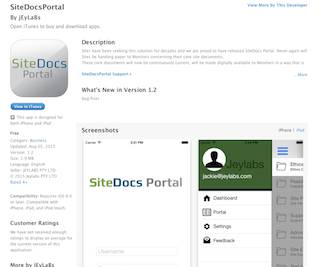 SiteDocsPortal
By jEyLaBs
Open iTunes to buy and download apps.
View More by This Developer
SiteDocs
Portal
View in iTunes
This app is designed for both iPhone and iPad
Free
Category: Business
Updated: Aug 05, 2015
Version: 1.2
Size: 1.9 MB
Language: English
Seller: JEYLABS PTY LTD
© 2015 Jeylabs PTY LTD
Rated 4+
Compatibility: Requires iOS 8.0 or later. Compatible with iPhone, iPad, and iPod touch.
Customer Ratings
We have not received enough ratings to display an average for the current version of this application.
More by jEyLaBs
Description
Sites have been seeking this solution for decades and we are proud to have released SiteDocs Portal. Never again will
Sites be handing paper to Monitors concerning their core site documents.
These core documents will now be continuously current, will be made digitally available to Monitors in a way that is
SiteDocsPortal Support
What's New in Version 1.2
Bug fixes
Screenshots
iPhone | iPad
SiteDocs Portal
Username
Jeylabs
jackie@jeylabs.com
Dashboard
Portal
Settings
Feedback